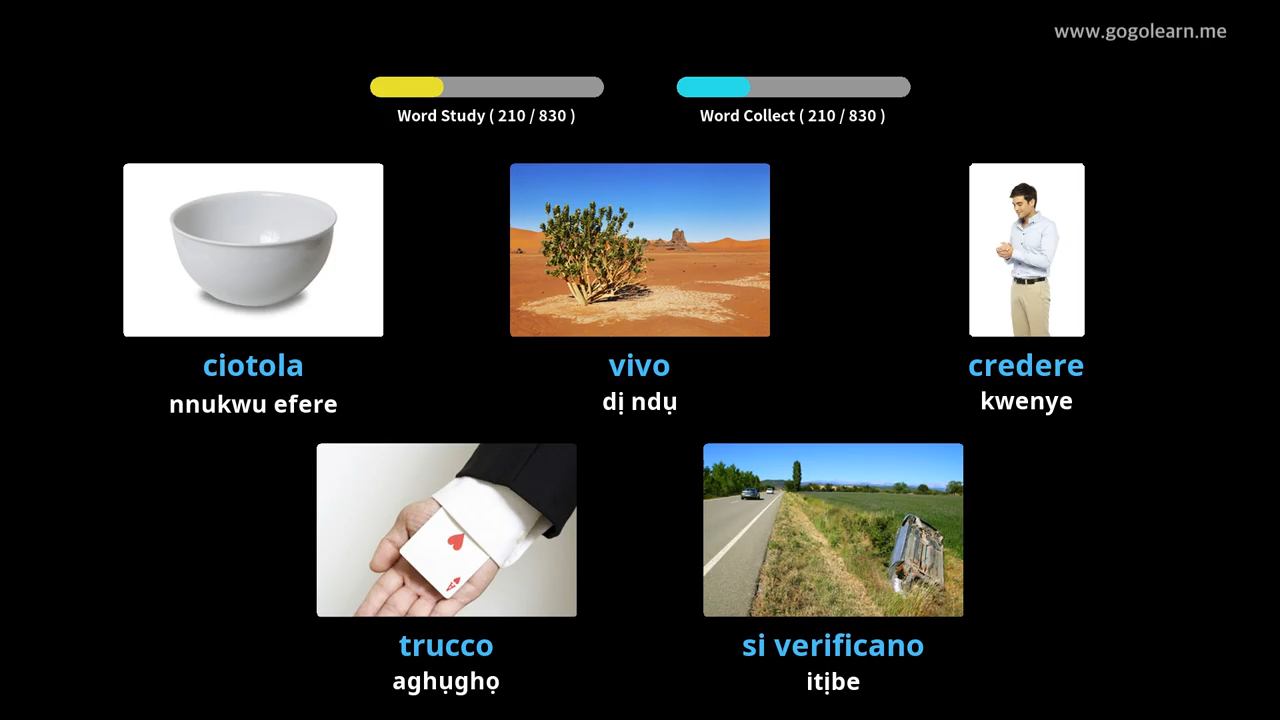 www.gogolearn.me
Word Study ( 210 / 830 )
Word Collect ( 210 / 830 )
ciotola
nnukwu efere
vivo
dị ndụ
credere
kwenye
trucco
aghụghọ
si verificano
itịbe